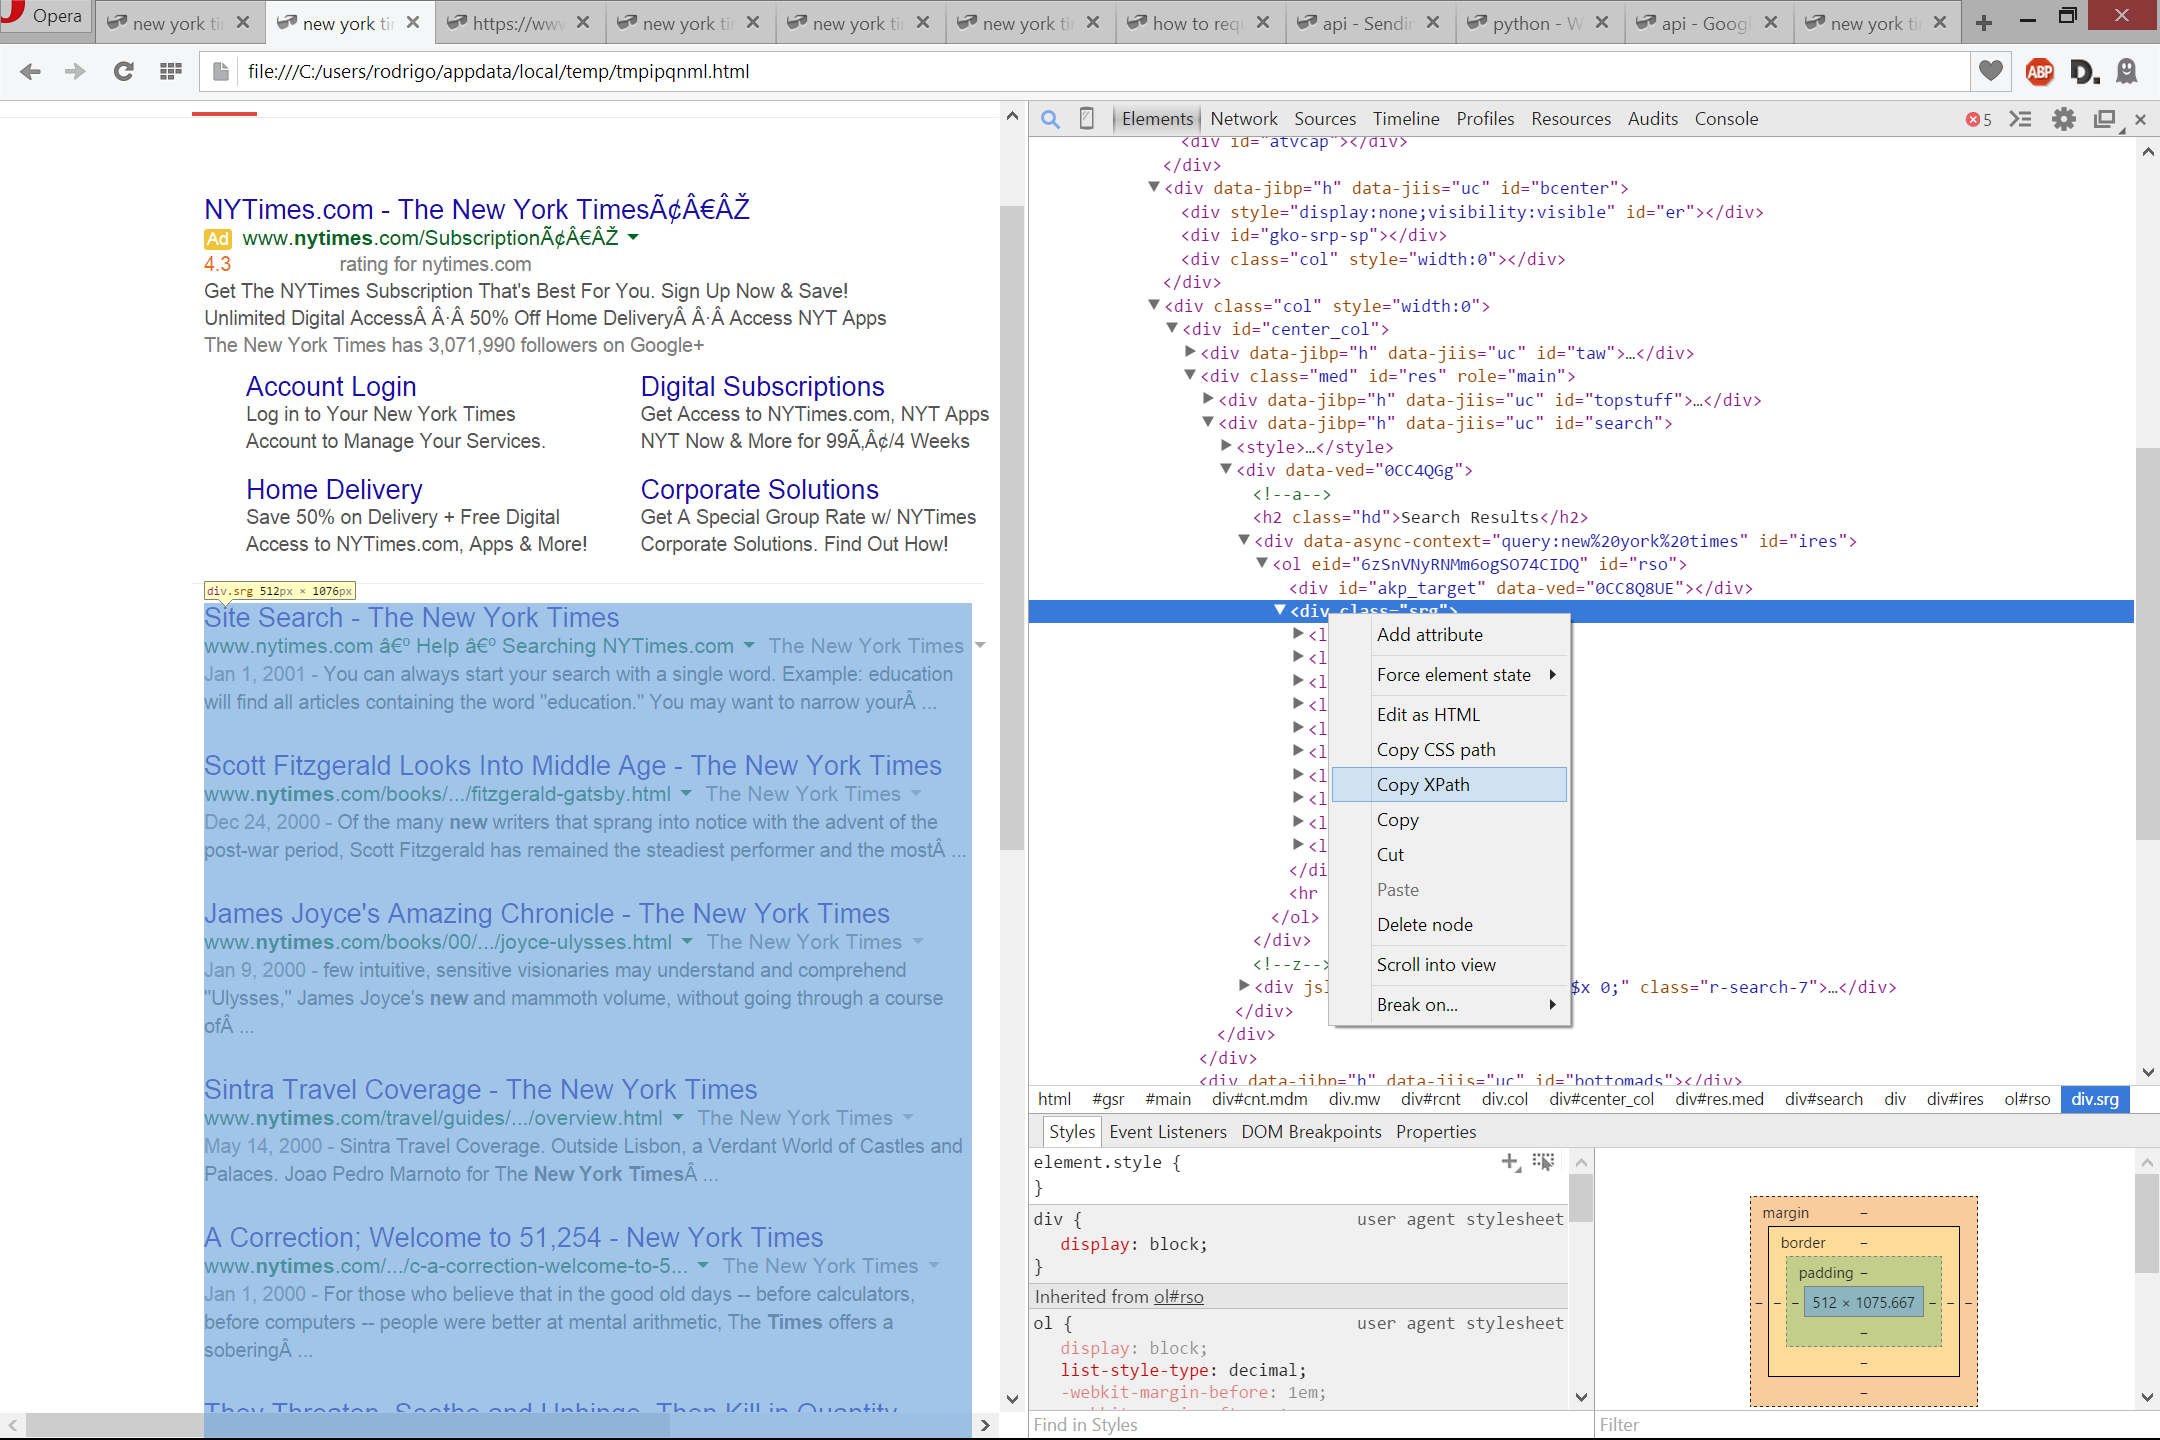 Opera
new york ti
new york ti
https://www
new york ti
new york ti
new york ti
how to requ
api - Sendin
python - W
api - Googl
new york ti
file:///C:/users/rodrigo/appdata/local/temp/tmpipqnml.html
ABP
D.
NYTimes.com - The New York TimesÃ¢Â€ÂŽ
Ad www.nytimes.com/SubscriptionÃ¢Â€ÂŽ
4.3 rating for nytimes.com
Get The NYTimes Subscription That's Best For You. Sign Up Now & Save!
Unlimited Digital AccessÂ Â·Â 50% Off Home DeliveryÂ Â·Â Access NYT Apps
The New York Times has 3,071,990 followers on Google+
Account Login
Log in to Your New York Times
Account to Manage Your Services.
Digital Subscriptions
Get Access to NYTimes.com, NYT Apps
NYT Now & More for 99Ã‚Â¢/4 Weeks
Home Delivery
Save 50% on Delivery + Free Digital
Access to NYTimes.com, Apps & More!
Corporate Solutions
Get A Special Group Rate w/ NYTimes
Corporate Solutions. Find Out How!
div.srg 512px × 1076px
Site Search - The New York Times
www.nytimes.com â€º Help â€º Searching NYTimes.com The New York Times
Jan 1, 2001 - You can always start your search with a single word. Example: education
will find all articles containing the word "education." You may want to narrow yourÂ ...
Scott Fitzgerald Looks Into Middle Age - The New York Times
www.nytimes.com/books/.../fitzgerald-gatsby.html The New York Times
Dec 24, 2000 - Of the many new writers that sprang into notice with the advent of the
post-war period, Scott Fitzgerald has remained the steadiest performer and the mostÂ ...
James Joyce's Amazing Chronicle - The New York Times
www.nytimes.com/books/00/.../joyce-ulysses.html The New York Times
Jan 9, 2000 - few intuitive, sensitive visionaries may understand and comprehend
"Ulysses," James Joyce's new and mammoth volume, without going through a course
ofÂ ...
Sintra Travel Coverage - The New York Times
www.nytimes.com/travel/guides/.../overview.html The New York Times
May 14, 2000 - Sintra Travel Coverage. Outside Lisbon, a Verdant World of Castles and
Palaces. Joao Pedro Marnoto for The New York TimesÂ ...
A Correction; Welcome to 51,254 - New York Times
www.nytimes.com/.../c-a-correction-welcome-to-5... The New York Times
Jan 1, 2000 - For those who believe that in the good old days -- before calculators,
before computers -- people were better at mental arithmetic, The Times offers a
soberingÂ ...
They Threaten, Soothe and Unhinge, Then Kill in Quantity
Elements Network Sources Timeline Profiles Resources Audits Console
5
<div id="atvcap"></div>
</div>
<div data-jibp="h" data-jiis="uc" id="bcenter">
<div style="display:none;visibility:visible" id="er"></div>
<div id="gko-srp-sp"></div>
<div class="col" style="width:0"></div>
</div>
<div class="col" style="width:0">
<div id="center_col">
<div data-jibp="h" data-jiis="uc" id="taw">…</div>
<div class="med" id="res" role="main">
<div data-jibp="h" data-jiis="uc" id="topstuff">…</div>
<div data-jibp="h" data-jiis="uc" id="search">
<style>…</style>
<div data-ved="0CC4QGg">
<!--a-->
<h2 class="hd">Search Results</h2>
<div data-async-context="query:new%20york%20times" id="ires">
<ol eid="6zSnVNyRNMm6ogSO74CIDQ" id="rso">
<div id="akp_target" data-ved="0CC8Q8UE"></div>
<div class="srg">
<l
<l
<l
<l
<l
<l
<l
<l
<l
<l
</di
<hr
</ol>
</div>
<!--z-->
<div jsl $x 0;" class="r-search-7">…</div>
</div>
</div>
</div>
<div data-jibp="h" data-jiis="uc" id="bottomads"></div>
Add attribute
Force element state
Edit as HTML
Copy CSS path
Copy XPath
Copy
Cut
Paste
Delete node
Scroll into view
Break on...
html #gsr #main div#cnt.mdm div.mw div#rcnt div.col div#center_col div#res.med div#search div div#ires ol#rso div.srg
Styles Event Listeners DOM Breakpoints Properties
element.style {
}
div { user agent stylesheet
display: block;
}
Inherited from ol#rso
ol { user agent stylesheet
display: block;
list-style-type: decimal;
-webkit-margin-before: 1em;
Find in Styles
margin –
border –
padding –
– – – 512 × 1075.667 – – –
–
–
–
Filter